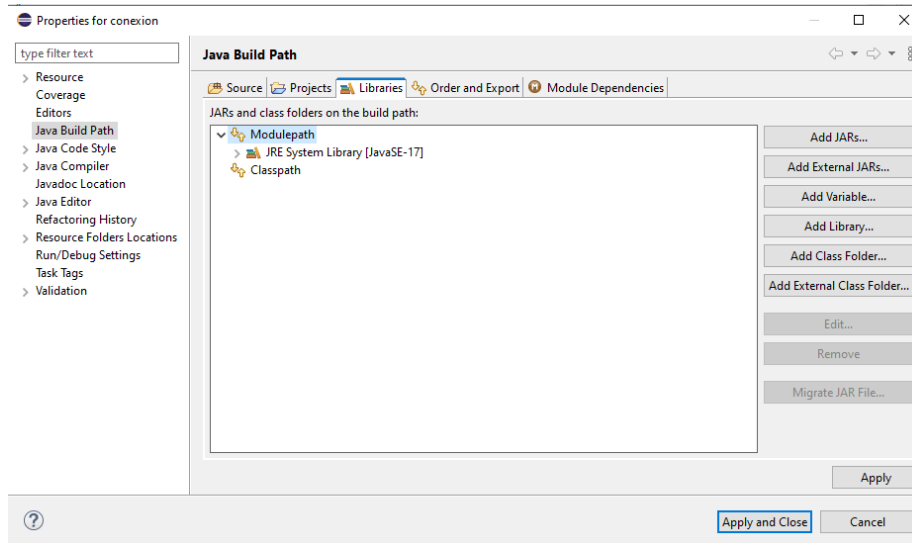 Properties for conexion
type filter text
Resource
Coverage
Editors
Java Build Path
Java Code Style
Java Compiler
Javadoc Location
Java Editor
Refactoring History
Resource Folders Locations
Run/Debug Settings
Task Tags
Validation
Java Build Path
Source Projects Libraries Order and Export Module Dependencies
JARs and class folders on the build path:
Modulepath
JRE System Library [JavaSE-17]
Classpath
Add JARs...
Add External JARs...
Add Variable...
Add Library...
Add Class Folder...
Add External Class Folder...
Edit...
Remove
Migrate JAR File...
Apply
? Apply and Close Cancel